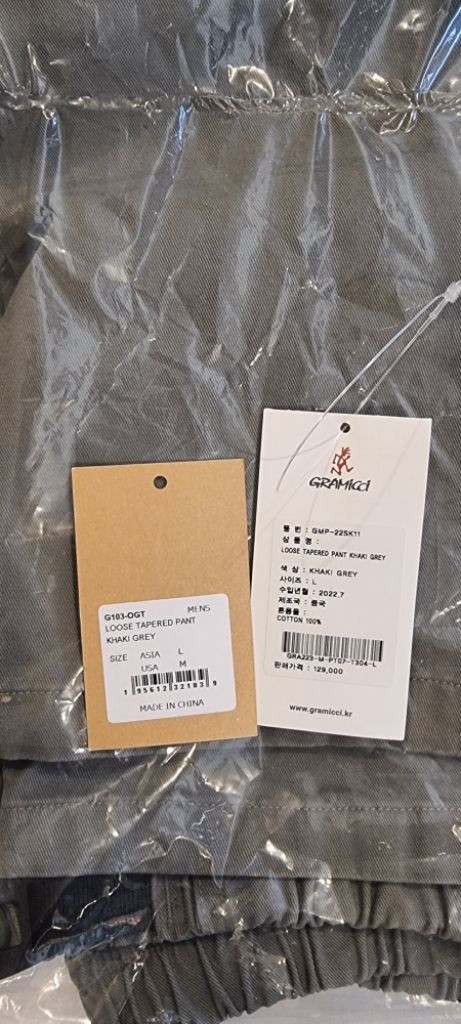 G103-OGT MENS
LOOSE TAPERED PANT
KHAKI GREY
SIZE ASIA L
USA M
1 95612 32103 9
MADE IN CHINA
GRAMICCI
품 번 : GMP-22SK11
상 품 명 :
LOOSE TAPERED PANT KHAKI GREY
색 상 : KHAKI GREY
사이즈 : L
수입년월 : 2022.7
제조국 : 중국
혼용율 :
COTTON 100%
GRA223-M-PT07-T304-L
판매가격 : 129,000
www.gramicci.kr